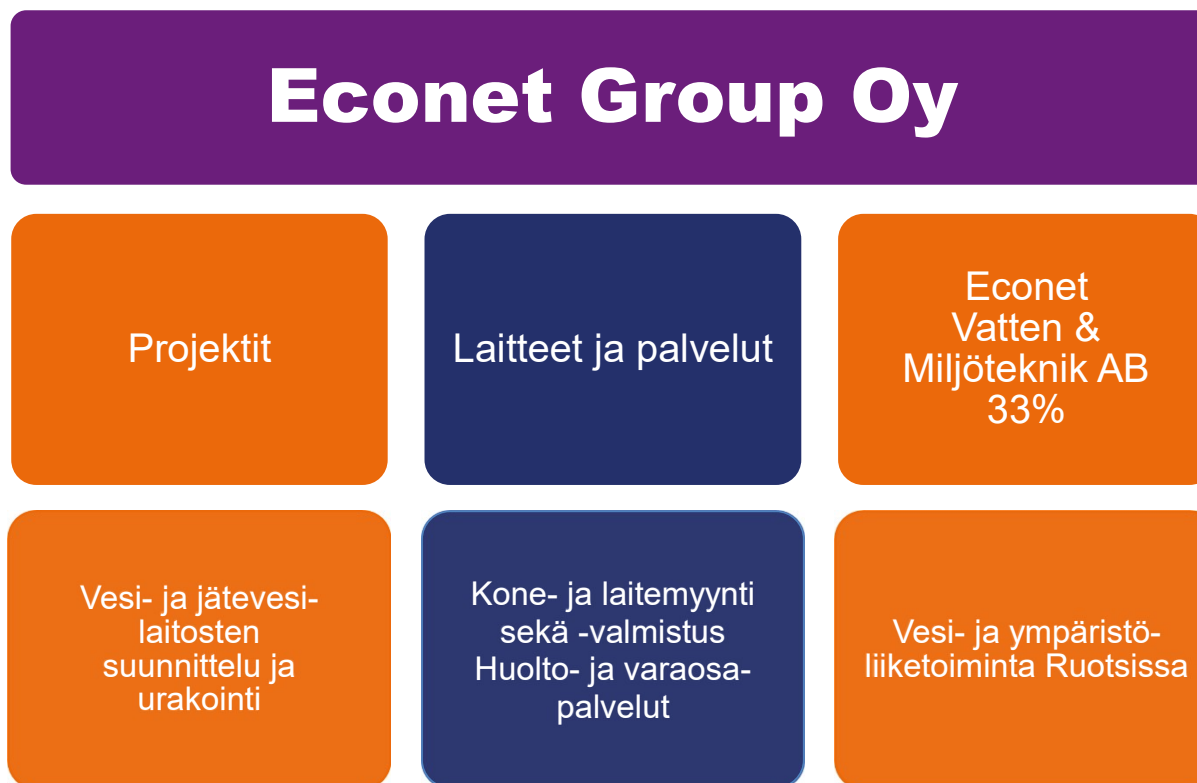 Econet Group Oy
Projektit
Laitteet ja palvelut
Econet
Vatten &
Miljöteknik AB
33%
Vesi- ja jätevesi-
laitosten
suunnittelu ja
urakointi
Kone- ja laitemyynti
sekä -valmistus
Huolto- ja varaosa-
palvelut
Vesi- ja ympäristö-
liiketoiminta Ruotsissa